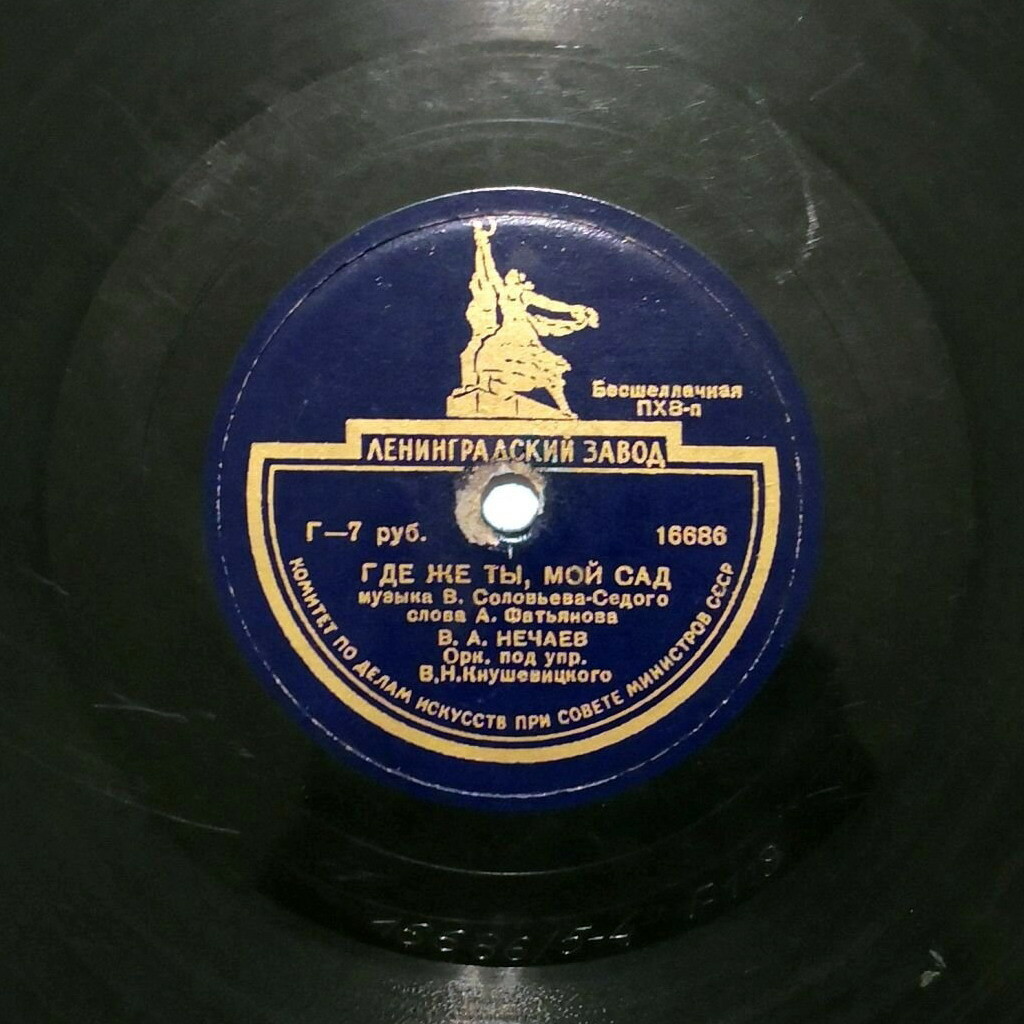 Бесшеллачная
ПХВ-п
ЛЕНИНГРАДСКИЙ ЗАВОД
Г—7 руб. 16686
ГДЕ ЖЕ ТЫ, МОЙ САД
музыка В. Соловьева-Седого
слова А. Фатьянова
В. А. НЕЧАЕВ
Орк. под упр.
В.Н.Кнушевицкого
КОМИТЕТ ПО ДЕЛАМ ИСКУССТВ ПРИ СОВЕТЕ МИНИСТРОВ СССР